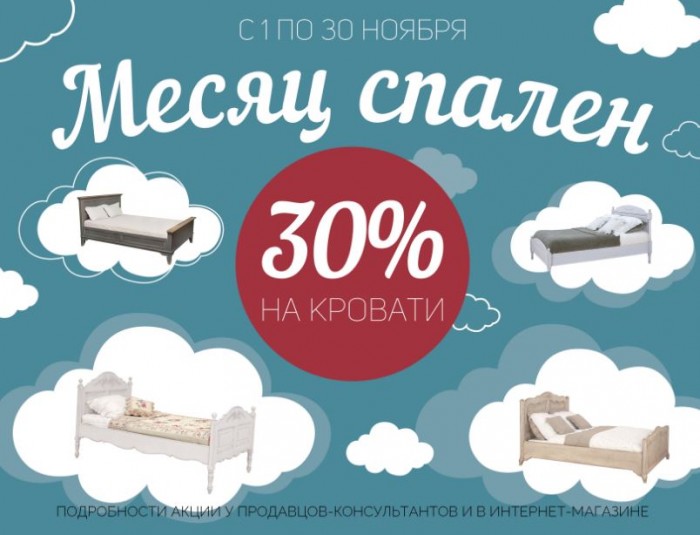 С 1 ПО 30 НОЯБРЯ
Месяц спален
30%
НА КРОВАТИ
ПОДРОБНОСТИ АКЦИИ У ПРОДАВЦОВ-КОНСУЛЬТАНТОВ И В ИНТЕРНЕТ-МАГАЗИНЕ